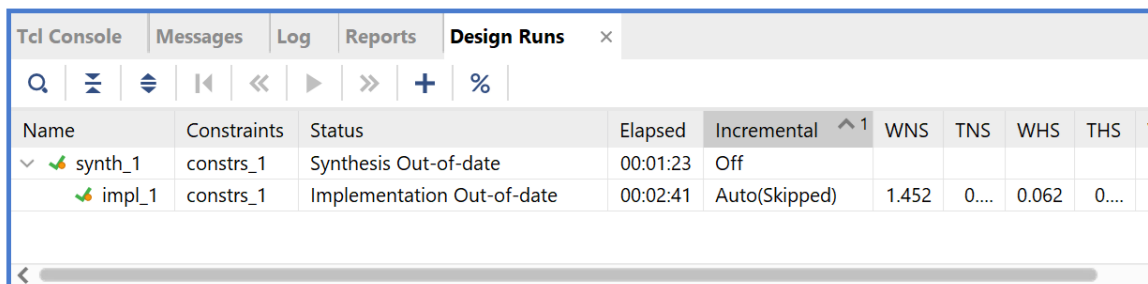 Tcl Console Messages Log Reports Design Runs ×
%
Name Constraints Status Elapsed Incremental 1 WNS TNS WHS THS
synth_1 constrs_1 Synthesis Out-of-date 00:01:23 Off
impl_1 constrs_1 Implementation Out-of-date 00:02:41 Auto(Skipped) 1.452 0.... 0.062 0....